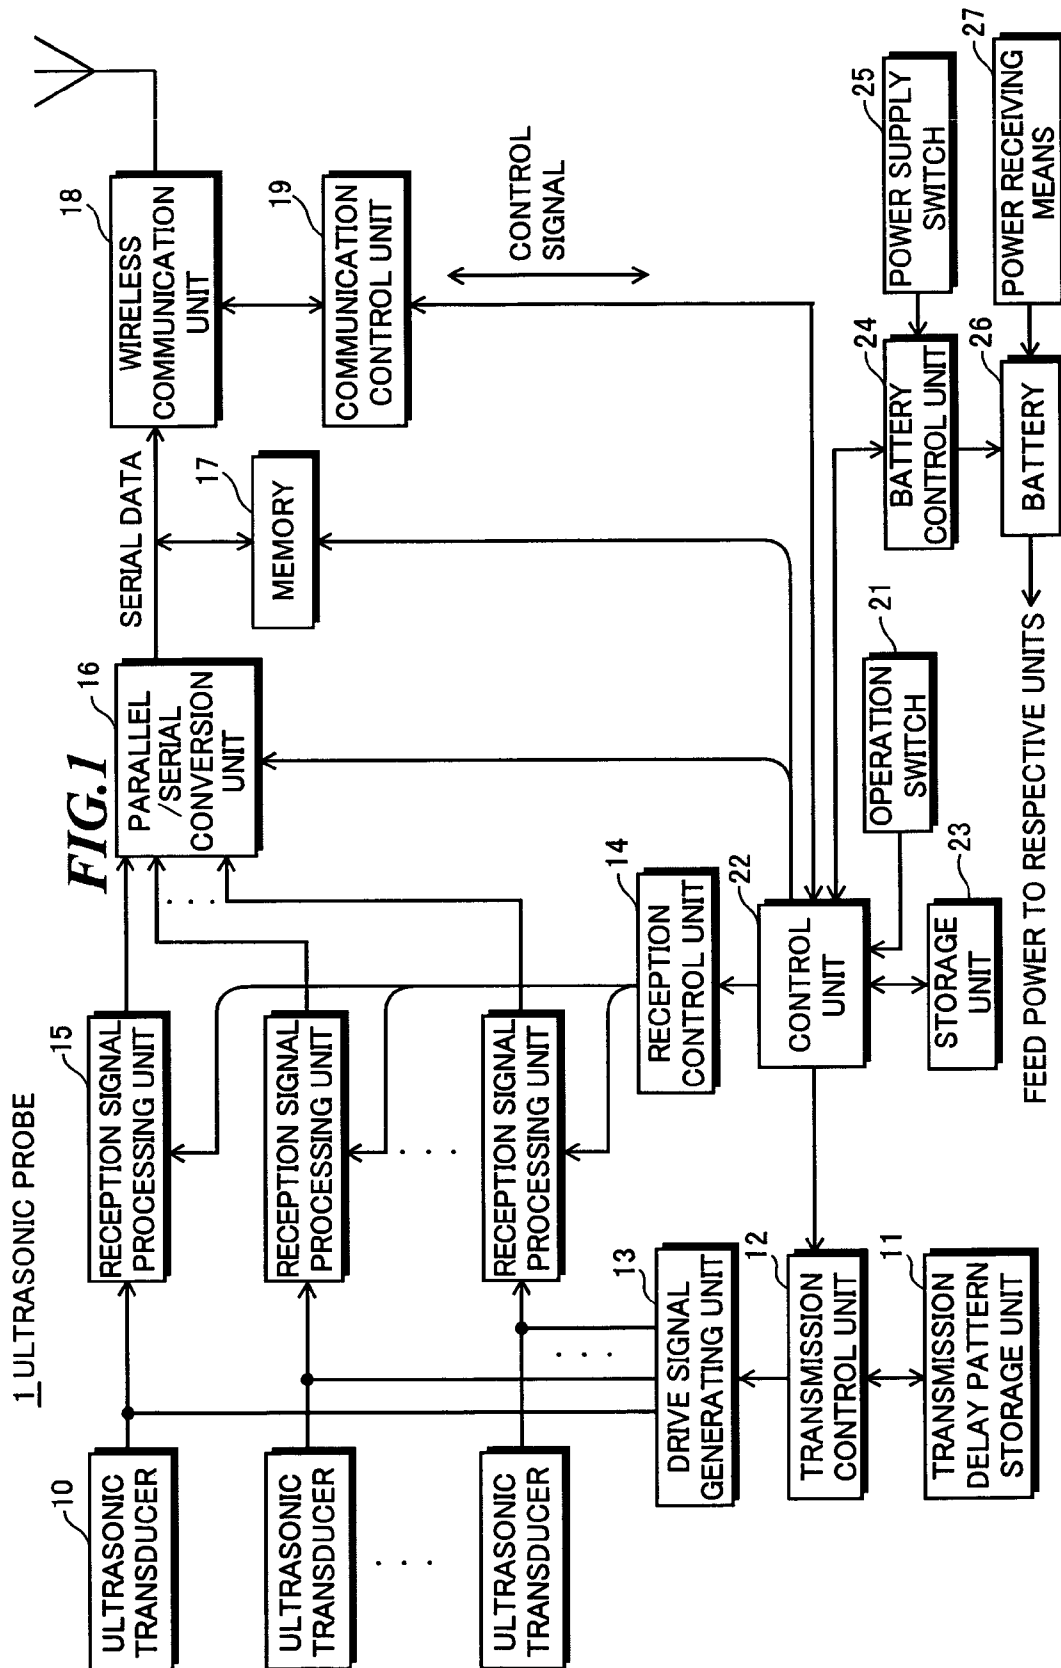 FIG.1
1 ULTRASONIC PROBE
10
ULTRASONIC
TRANSDUCER
ULTRASONIC
TRANSDUCER
. . .
ULTRASONIC
TRANSDUCER
15
RECEPTION SIGNAL
PROCESSING UNIT
RECEPTION SIGNAL
PROCESSING UNIT
. . .
RECEPTION SIGNAL
PROCESSING UNIT
. . .
16
PARALLEL
/SERIAL
CONVERSION
UNIT
SERIAL DATA
17
MEMORY
18
WIRELESS
COMMUNICATION
UNIT
19
COMMUNICATION
CONTROL UNIT
CONTROL
SIGNAL
. . .
13
DRIVE SIGNAL
GENERATING UNIT
12
TRANSMISSION
CONTROL UNIT
11
TRANSMISSION
DELAY PATTERN
STORAGE UNIT
14
RECEPTION
CONTROL UNIT
22
CONTROL
UNIT
23
STORAGE
UNIT
21
OPERATION
SWITCH
24
BATTERY
CONTROL UNIT
25
POWER SUPPLY
SWITCH
26
BATTERY
27
POWER RECEIVING
MEANS
FEED POWER TO RESPECTIVE UNITS